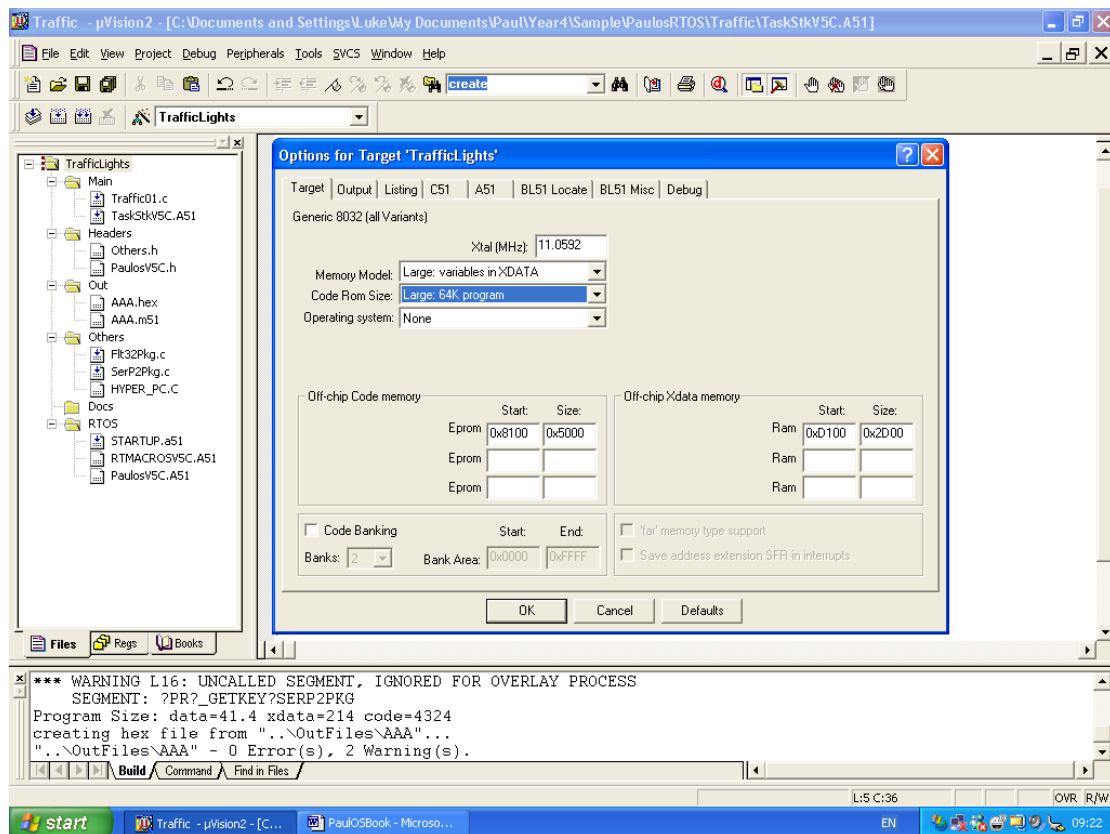 Traffic - µVision2 - [C:\Documents and Settings\Luke\My Documents\Paul\Year4\Sample\PaulosRTOS\Traffic\TaskStkV5C.A51]
File Edit View Project Debug Peripherals Tools SVCS Window Help
create
TrafficLights
TrafficLights
Main
Traffic01.c
TaskStkV5C.A51
Headers
Others.h
PaulosV5C.h
Out
AAA.hex
AAA.m51
Others
Flt32Pkg.c
SerP2Pkg.c
HYPER_PC.C
Docs
RTOS
STARTUP.a51
RTMACROSV5C.A51
PaulosV5C.A51
Files Regs Books
Options for Target 'TrafficLights'
Target Output Listing C51 A51 BL51 Locate BL51 Misc Debug
Generic 8032 (all Variants)
Xtal (MHz): 11.0592
Memory Model: Large: variables in XDATA
Code Rom Size: Large: 64K program
Operating system: None
Off-chip Code memory
Start: Size:
Eprom 0x8100 0x5000
Eprom
Eprom
Off-chip Xdata memory
Start: Size:
Ram 0xD100 0x2D00
Ram
Ram
Code Banking Start: End:
Banks: 2 Bank Area: 0x0000 0xFFFF
'far' memory type support
Save address extension SFR in interrupts
OK Cancel Defaults
*** WARNING L16: UNCALLED SEGMENT, IGNORED FOR OVERLAY PROCESS
SEGMENT: ?PR?_GETKEY?SERP2PKG
Program Size: data=41.4 xdata=214 code=4324
creating hex file from "..\OutFiles\AAA"...
"..\OutFiles\AAA" - 0 Error(s), 2 Warning(s).
Build Command Find in Files
L:5 C:36 OVR R/W
start Traffic - µVision2 - [C... PaulOSBook - Microso... EN 09:22